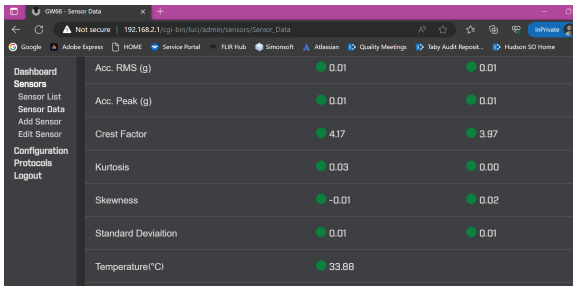 GW66 - Sensor Data
Not secure | 192.168.2.1/cgi-bin/luci/admin/sensors/Sensor_Data
InPrivate
Google Adobe Express HOME Service Portal FLIR Hub Simonsoft Atlassian Quality Meetings Taby Audit Reposit... Hudson SO Home
Dashboard
Sensors
Sensor List
Sensor Data
Add Sensor
Edit Sensor
Configuration
Protocols
Logout
Acc. RMS (g) 0.01 0.01
Acc. Peak (g) 0.01 0.01
Crest Factor 4.17 3.97
Kurtosis 0.03 0.00
Skewness -0.01 0.02
Standard Deviaition 0.01 0.01
Temperature(°C) 33.88